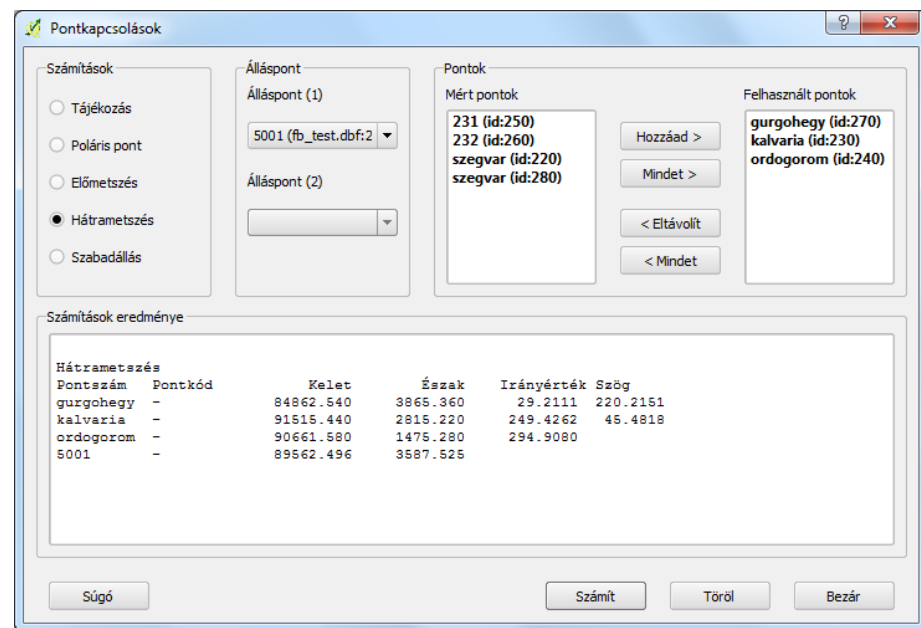 Pontkapcsolások
Számítások
Tájékozás
Poláris pont
Előmetszés
Hátrametszés
Szabadállás
Álláspont
Álláspont (1)
5001 (fb_test.dbf:2
Álláspont (2)
Pontok
Mért pontok
231 (id:250)
232 (id:260)
szegvar (id:220)
szegvar (id:280)
Hozzáad >
Mindet >
< Eltávolít
< Mindet
Felhasznált pontok
gurgohegy (id:270)
kalvaria (id:230)
ordogorom (id:240)
Számítások eredménye
Hátrametszés
Pontszám Pontkód Kelet Észak Irányérték Szög
gurgohegy - 84862.540 3865.360 29.2111 220.2151
kalvaria - 91515.440 2815.220 249.4262 45.4818
ordogorom - 90661.580 1475.280 294.9080
5001 - 89562.496 3587.525
Súgó
Számít
Töröl
Bezár